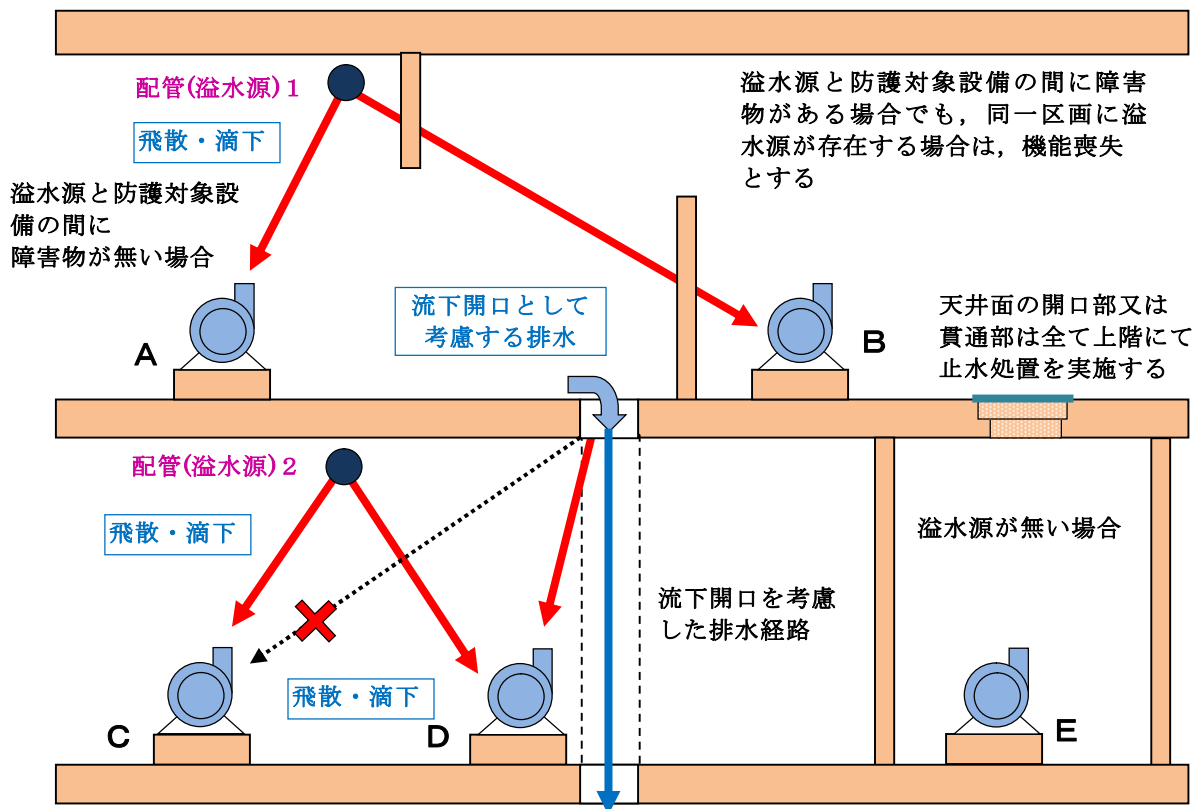 配管(溢水源)1
飛散・滴下
溢水源と防護対象設
備の間に
障害物が無い場合
溢水源と防護対象設備の間に障害
物がある場合でも，同一区画に溢
水源が存在する場合は，機能喪失
とする
流下開口として
考慮する排水
天井面の開口部又は
貫通部は全て上階にて
止水処置を実施する
A
B
配管(溢水源)2
飛散・滴下
溢水源が無い場合
流下開口を考慮
した排水経路
飛散・滴下
C
D
E